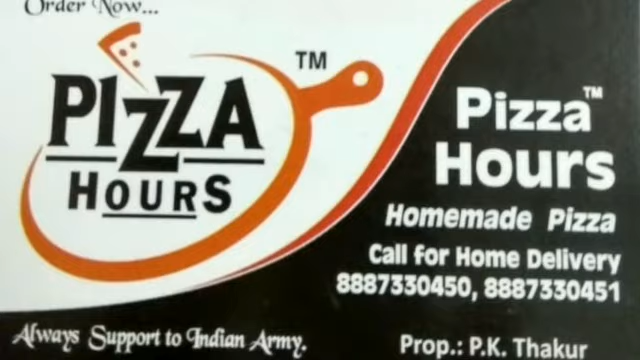 Order Now...
PIZZA
HOURS
TM
Pizza TM
Hours
Homemade Pizza
Call for Home Delivery
8887330450, 8887330451
Always Support to Indian Army.
Prop.: P.K. Thakur